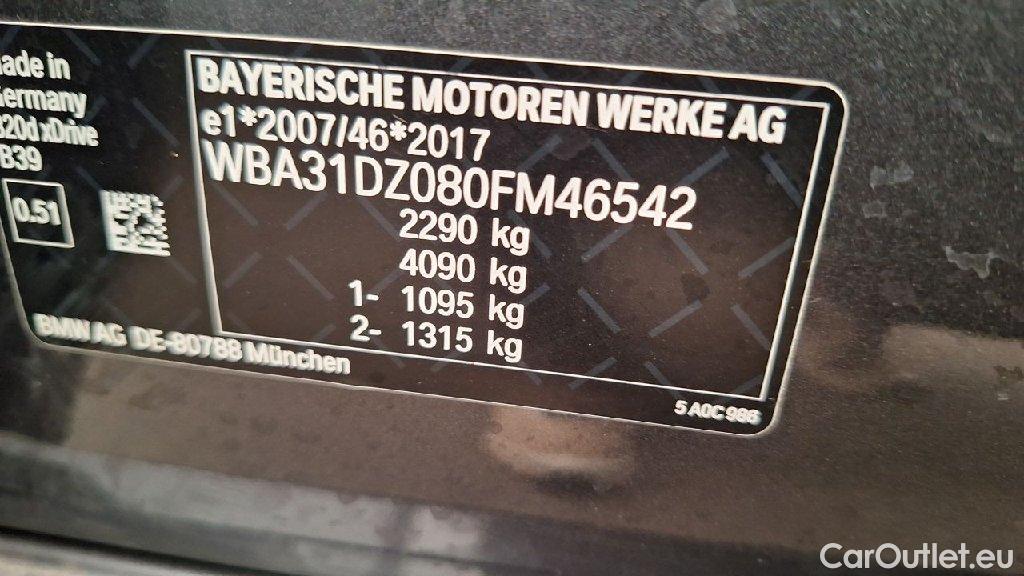 ade in
ermany
20d xDrive
B39
0.51
BAYERISCHE MOTOREN WERKE AG
e1*2007/46*2017
WBA31DZ080FM46542
2290 kg
4090 kg
1- 1095 kg
2- 1315 kg
BMW AG DE-80788 München
5 A0C 986
CarOutlet.eu